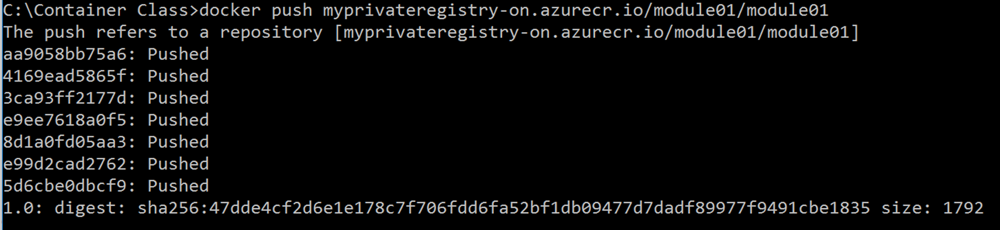 C:\Container Class>docker push myprivateregistry-on.azurecr.io/module01/module01
The push refers to a repository [myprivateregistry-on.azurecr.io/module01/module01]
aa9058bb75a6: Pushed
4169ead5865f: Pushed
3ca93ff2177d: Pushed
e9ee7618a0f5: Pushed
8d1a0fd05aa3: Pushed
e99d2cad2762: Pushed
5d6cbe0dbcf9: Pushed
1.0: digest: sha256:47dde4cf2d6e1e178c7f706fdd6fa52bf1db09477d7dadf89977f9491cbe1835 size: 1792